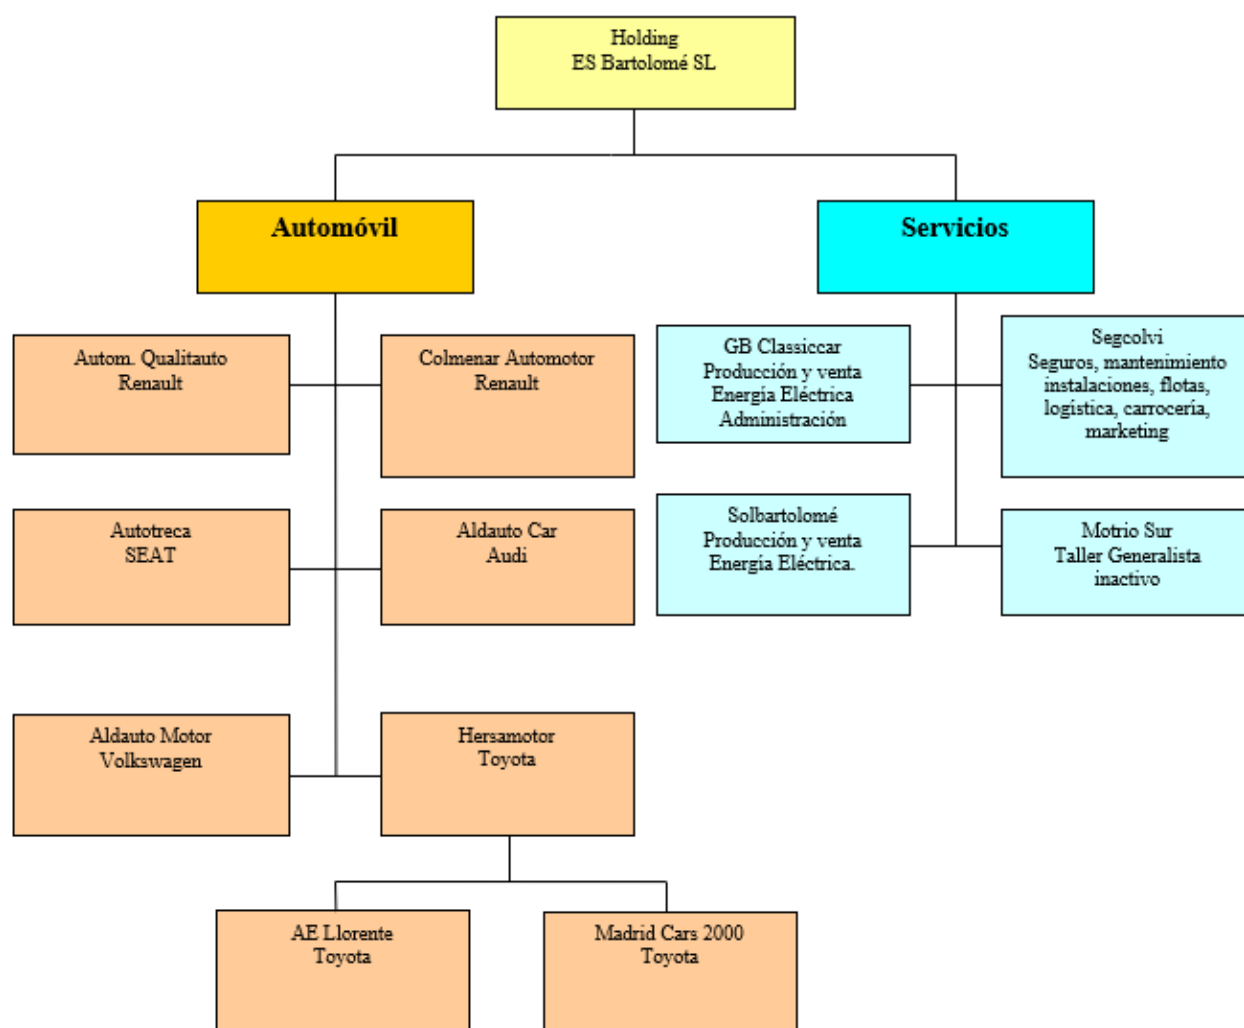 Holding
ES Bartolomé SL
Automóvil
Servicios
Autom. Qualitauto
Renault
Colmenar Automotor
Renault
GB Classiccar
Producción y venta
Energía Eléctrica
Administración
Segcolvi
Seguros, mantenimiento
instalaciones, flotas,
logística, carrocería,
marketing
Autotreca
SEAT
Aldauto Car
Audi
Solbartolomé
Producción y venta
Energía Eléctrica.
Motrio Sur
Taller Generalista
inactivo
Aldauto Motor
Volkswagen
Hersamotor
Toyota
AE Llorente
Toyota
Madrid Cars 2000
Toyota